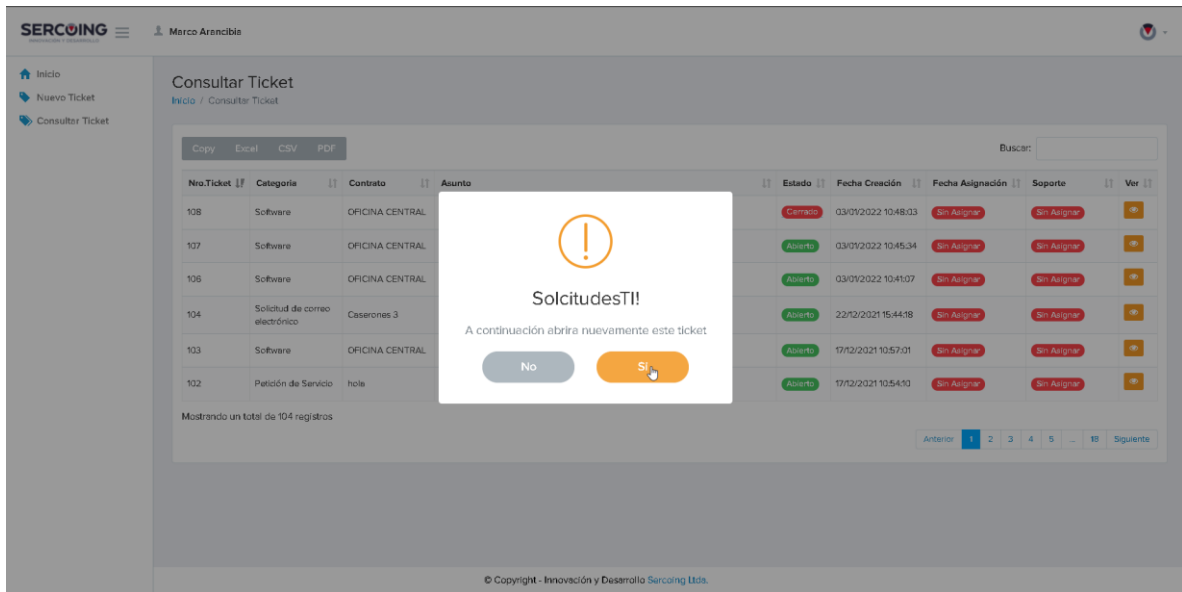 SERCOING
INNOVACIÓN Y DESARROLLO
Marco Arancibia
Inicio
Nuevo Ticket
Consultar Ticket
Consultar Ticket
Inicio / Consultar Ticket
Copy Excel CSV PDF
Buscar:
Nro.Ticket Categoria Contrato Asunto Estado Fecha Creación Fecha Asignación Soporte Ver
108 Software OFICINA CENTRAL Cerrado 03/01/2022 10:48:03 Sin Asignar Sin Asignar
107 Software OFICINA CENTRAL Abierto 03/01/2022 10:45:34 Sin Asignar Sin Asignar
106 Software OFICINA CENTRAL Abierto 03/01/2022 10:41:07 Sin Asignar Sin Asignar
104 Solicitud de correo electrónico Caserones 3 Abierto 22/12/2021 15:44:18 Sin Asignar Sin Asignar
103 Software OFICINA CENTRAL Abierto 17/12/2021 10:57:01 Sin Asignar Sin Asignar
102 Petición de Servicio hola Abierto 17/12/2021 10:54:10 Sin Asignar Sin Asignar
SolcitudesTI!
A continuación abrira nuevamente este ticket
No Si
Mostrando un total de 104 registros
Anterior 1 2 3 4 5 ... 18 Siguiente
© Copyright - Innovación y Desarrollo Sercoing Ltda.